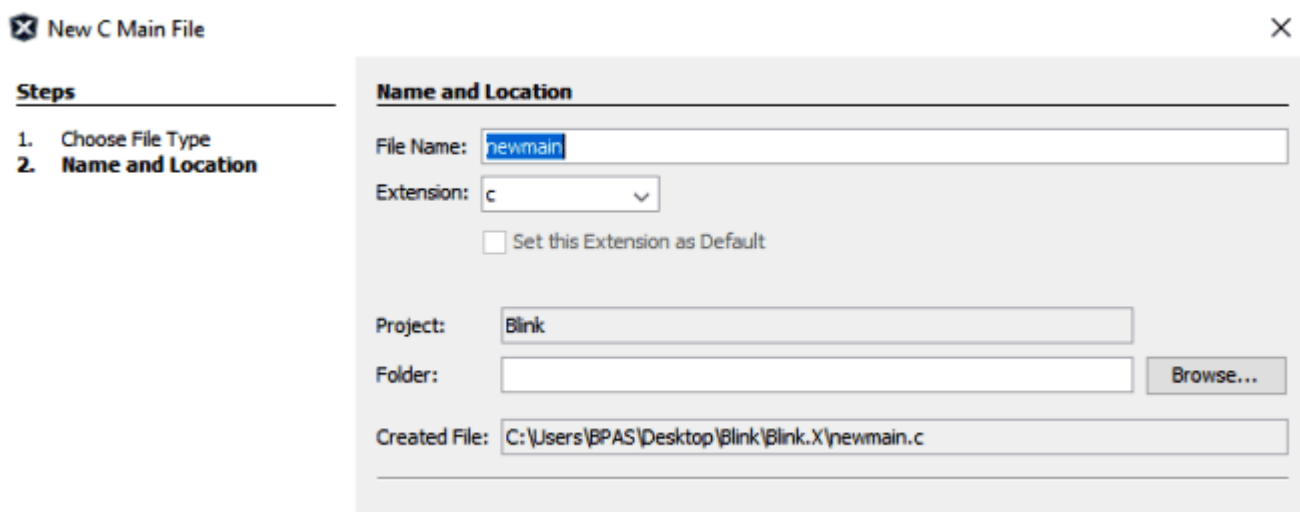 New C Main File
Steps
1. Choose File Type
2. Name and Location
Name and Location
File Name: newmain
Extension: c
Set this Extension as Default
Project: Blink
Folder:
Browse...
Created File: C:\Users\BPAS\Desktop\Blink\Blink.X\newmain.c